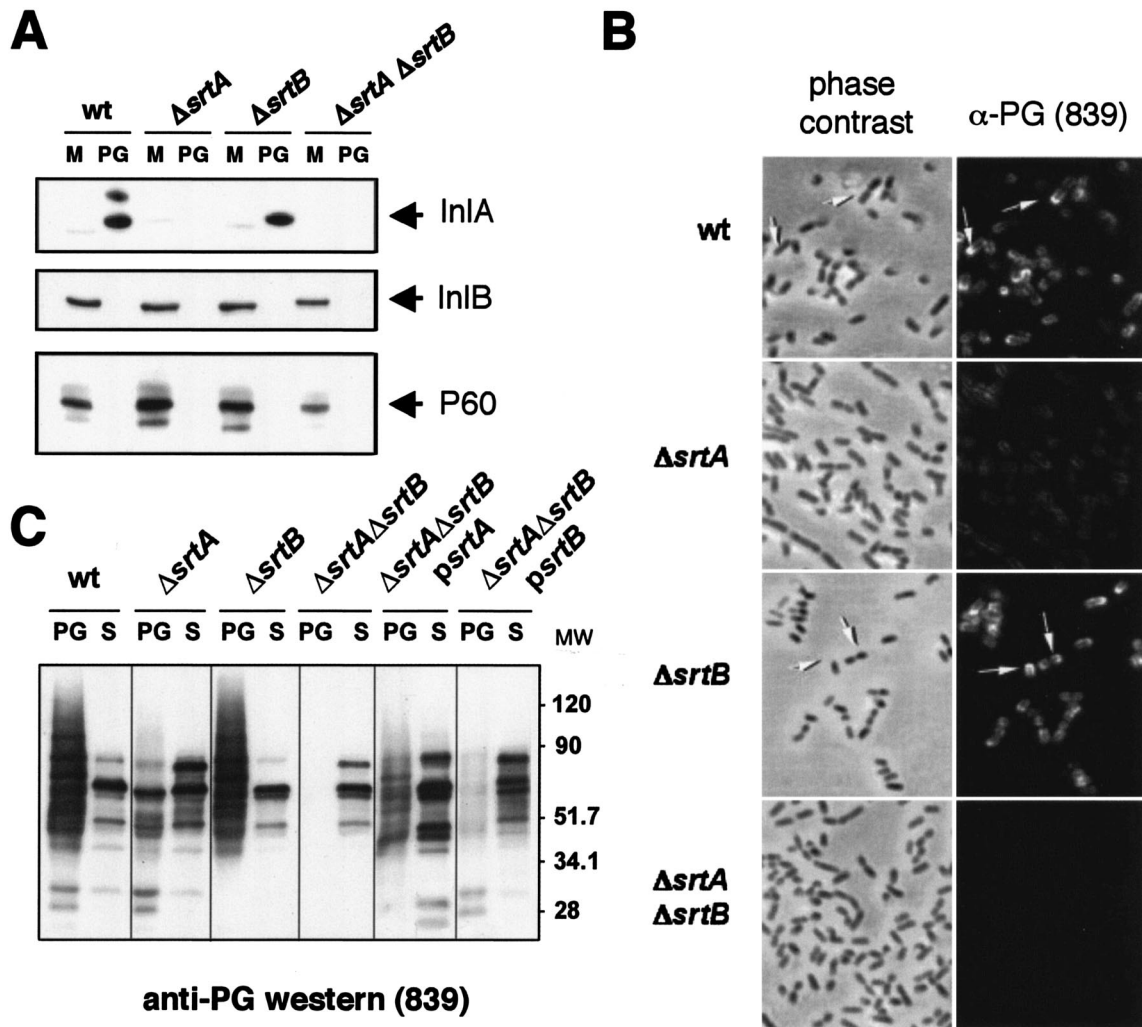 A
wt ΔsrtA ΔsrtB ΔsrtA ΔsrtB
M PG M PG M PG M PG
InlA
InlB
P60
B
phase contrast
α-PG (839)
wt
ΔsrtA
ΔsrtB
ΔsrtA
ΔsrtB
C
wt ΔsrtA ΔsrtB ΔsrtAΔsrtB ΔsrtAΔsrtB psrtA ΔsrtAΔsrtB psrtB
PG S PG S PG S PG S PG S PG S
MW
120
90
51.7
34.1
28
anti-PG western (839)